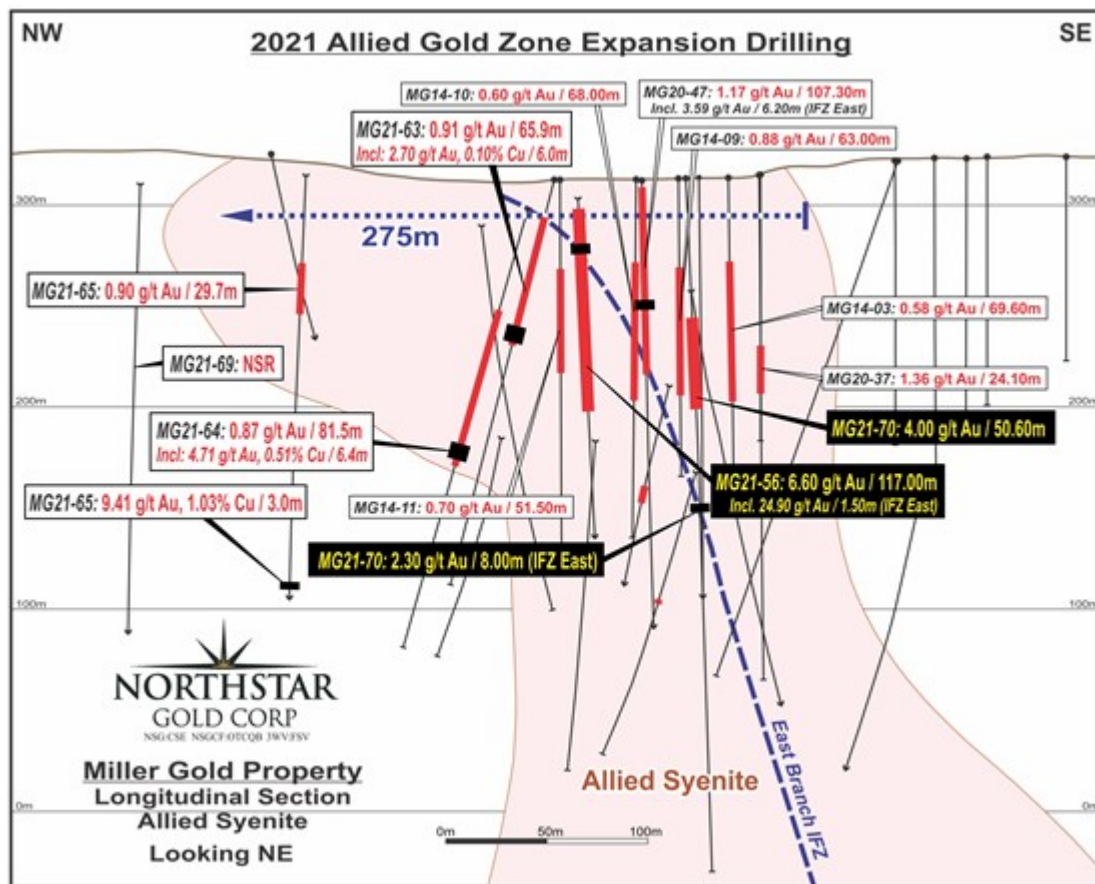 NW
2021 Allied Gold Zone Expansion Drilling
SE
MG14-10: 0.60 g/t Au / 68.00m
MG20-47: 1.17 g/t Au / 107.30m
Incl. 3.59 g/t Au / 6.20m (IFZ East)
MG21-63: 0.91 g/t Au / 65.9m
Incl: 2.70 g/t Au, 0.10% Cu / 6.0m
MG14-09: 0.88 g/t Au / 63.00m
300m
300m
275m
MG21-65: 0.90 g/t Au / 29.7m
MG14-03: 0.58 g/t Au / 69.60m
MG21-69: NSR
MG20-37: 1.36 g/t Au / 24.10m
200m
200m
MG21-64: 0.87 g/t Au / 81.5m
Incl: 4.71 g/t Au, 0.51% Cu / 6.4m
MG21-70: 4.00 g/t Au / 50.60m
MG21-65: 9.41 g/t Au, 1.03% Cu / 3.0m
MG14-11: 0.70 g/t Au / 51.50m
MG21-56: 6.60 g/t Au / 117.00m
Incl. 24.90 g/t Au / 1.50m (IFZ East)
MG21-70: 2.30 g/t Au / 8.00m (IFZ East)
100m
100m
NORTHSTAR
GOLD CORP
NSG:CSE NSGCF:OTCQB 3WV:FSV
Miller Gold Property
Longitudinal Section
Allied Syenite
Looking NE
Allied Syenite
East Branch IFZ
0m
0m
0m 50m 100m